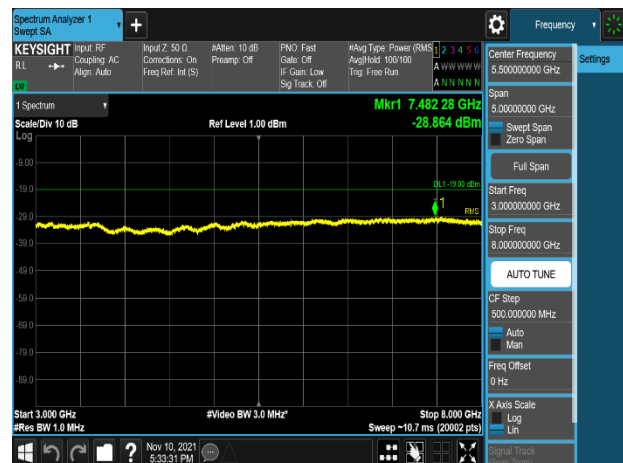 Spectrum Analyzer 1
Swept SA
Frequency
KEYSIGHT
RL
LW
Input: RF
Coupling: AC
Align: Auto
Input Z: 50 Ω
Corrections: On
Freq Ref: Int (S)
#Atten: 10 dB
Preamp: Off
PNO: Fast
Gate: Off
IF Gain: Low
Sig Track: Off
#Avg Type: Power (RMS
Avg|Hold: 100/100
Trig: Free Run
1 2 3 4 5 6
A W W W W W
A N N N N N
Center Frequency
5.500000000 GHz
Settings
Span
5.00000000 GHz
Swept Span
Zero Span
Full Span
Start Freq
3.000000000 GHz
Stop Freq
8.000000000 GHz
AUTO TUNE
CF Step
500.000000 MHz
Auto
Man
Freq Offset
0 Hz
X Axis Scale
Log
Lin
Signal Track
1 Spectrum
Mkr1 7.482 28 GHz
-28.864 dBm
Scale/Div 10 dB
Ref Level 1.00 dBm
Log
-9.00
-19.0
DL1 -19.00 dBm
1
RMS
-29.0
-39.0
-49.0
-59.0
-69.0
-79.0
-89.0
Start 3.000 GHz
#Video BW 3.0 MHz*
Stop 8.000 GHz
#Res BW 1.0 MHz
Sweep ~10.7 ms (20002 pts)
?
Nov 10, 2021
5:33:31 PM